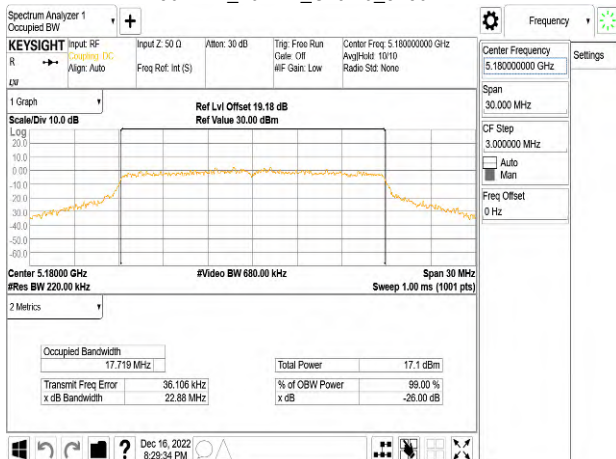 Spectrum Analyzer 1
Occupied BW
Frequency
KEYSIGHT
R
Input: RF
Coupling: DC
Align: Auto
Input Z: 50 Ω
Freq Ref: Int (S)
Atten: 30 dB
Trig: Free Run
Gate: Off
#IF Gain: Low
Center Freq: 5.180000000 GHz
Avg|Hold: 10/10
Radio Std: None
Center Frequency
5.180000000 GHz
Settings
Span
30.000 MHz
CF Step
3.000000 MHz
Auto
Man
Freq Offset
0 Hz
1 Graph
Scale/Div 10.0 dB
Ref Lvl Offset 19.18 dB
Ref Value 30.00 dBm
Log
20.0
10.0
0.00
-10.0
-20.0
-30.0
-40.0
-50.0
-60.0
Center 5.18000 GHz
#Video BW 680.00 kHz
Span 30 MHz
#Res BW 220.00 kHz
Sweep 1.00 ms (1001 pts)
2 Metrics
Occupied Bandwidth
17.719 MHz
Total Power 17.1 dBm
Transmit Freq Error 36.106 kHz
% of OBW Power 99.00 %
x dB Bandwidth 22.88 MHz
x dB -26.00 dB
Dec 16, 2022
8:29:34 PM